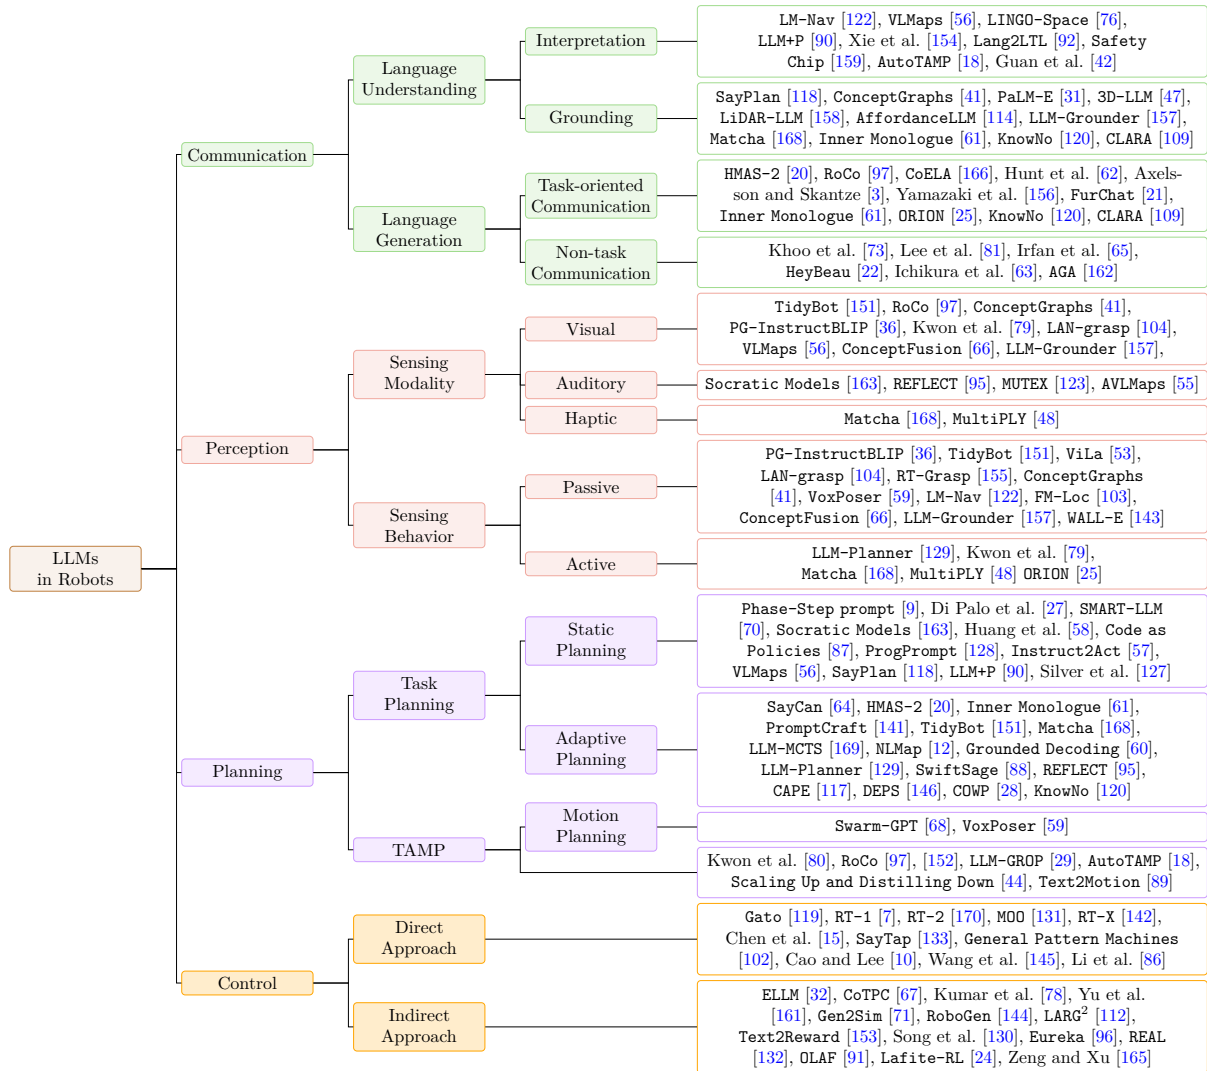 LLMs
in Robots
Communication
Language
Understanding
Interpretation
LM-Nav [122], VLMaps [56], LINGO-Space [76],
LLM+P [90], Xie et al. [154], Lang2LTL [92], Safety
Chip [159], AutoTAMP [18], Guan et al. [42]
Grounding
SayPlan [118], ConceptGraphs [41], PaLM-E [31], 3D-LLM [47],
LiDAR-LLM [158], AffordanceLLM [114], LLM-Grounder [157],
Matcha [168], Inner Monologue [61], KnowNo [120], CLARA [109]
Language
Generation
Task-oriented
Communication
HMAS-2 [20], RoCo [97], CoELA [166], Hunt et al. [62], Axels-
son and Skantze [3], Yamazaki et al. [156], FurChat [21],
Inner Monologue [61], ORION [25], KnowNo [120], CLARA [109]
Non-task
Communication
Khoo et al. [73], Lee et al. [81], Irfan et al. [65],
HeyBeau [22], Ichikura et al. [63], AGA [162]
Perception
Sensing
Modality
Visual
TidyBot [151], RoCo [97], ConceptGraphs [41],
PG-InstructBLIP [36], Kwon et al. [79], LAN-grasp [104],
VLMaps [56], ConceptFusion [66], LLM-Grounder [157],
Auditory
Socratic Models [163], REFLECT [95], MUTEX [123], AVLMaps [55]
Haptic
Matcha [168], MultiPLY [48]
Sensing
Behavior
Passive
PG-InstructBLIP [36], TidyBot [151], ViLa [53],
LAN-grasp [104], RT-Grasp [155], ConceptGraphs
[41], VoxPoser [59], LM-Nav [122], FM-Loc [103],
ConceptFusion [66], LLM-Grounder [157], WALL-E [143]
Active
LLM-Planner [129], Kwon et al. [79],
Matcha [168], MultiPLY [48] ORION [25]
Planning
Task
Planning
Static
Planning
Phase-Step prompt [9], Di Palo et al. [27], SMART-LLM
[70], Socratic Models [163], Huang et al. [58], Code as
Policies [87], ProgPrompt [128], Instruct2Act [57],
VLMaps [56], SayPlan [118], LLM+P [90], Silver et al. [127]
Adaptive
Planning
SayCan [64], HMAS-2 [20], Inner Monologue [61],
PromptCraft [141], TidyBot [151], Matcha [168],
LLM-MCTS [169], NLMap [12], Grounded Decoding [60],
LLM-Planner [129], SwiftSage [88], REFLECT [95],
CAPE [117], DEPS [146], COWP [28], KnowNo [120]
TAMP
Motion
Planning
Swarm-GPT [68], VoxPoser [59]
Kwon et al. [80], RoCo [97], [152], LLM-GROP [29], AutoTAMP [18],
Scaling Up and Distilling Down [44], Text2Motion [89]
Control
Direct
Approach
Gato [119], RT-1 [7], RT-2 [170], MOO [131], RT-X [142],
Chen et al. [15], SayTap [133], General Pattern Machines
[102], Cao and Lee [10], Wang et al. [145], Li et al. [86]
Indirect
Approach
ELLM [32], CoTPC [67], Kumar et al. [78], Yu et al.
[161], Gen2Sim [71], RoboGen [144], LARG² [112],
Text2Reward [153], Song et al. [130], Eureka [96], REAL
[132], OLAF [91], Lafite-RL [24], Zeng and Xu [165]